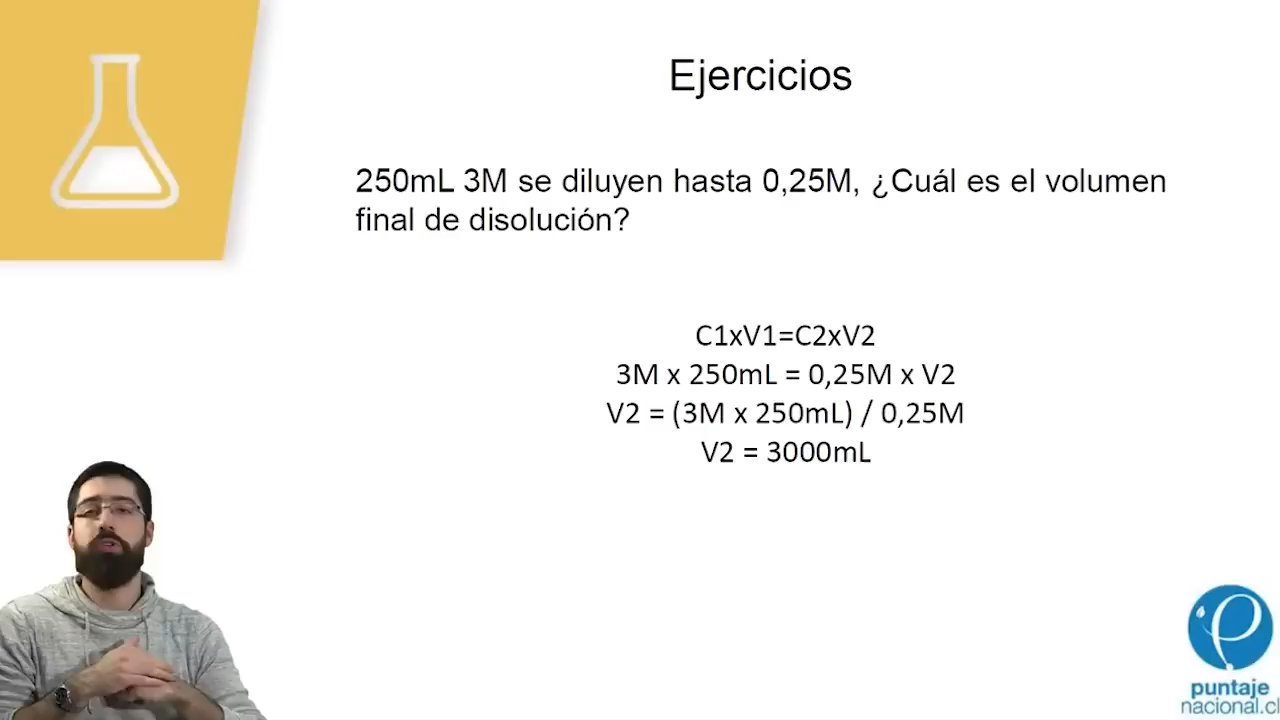 Ejercicios
250mL 3M se diluyen hasta 0,25M, ¿Cuál es el volumen
final de disolución?
C1xV1=C2xV2
3M x 250mL = 0,25M x V2
V2 = (3M x 250mL) / 0,25M
V2 = 3000mL
puntaje
nacional.cl